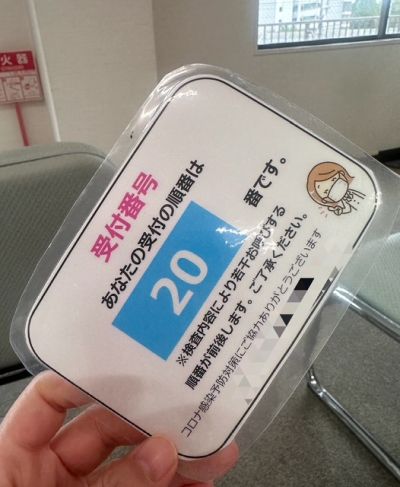 受付番号
あなたの受付の順番は
20
番です。
※検査内容により若干お呼びする
順番が前後します。ご了承ください。
コロナ感染予防対策にご協力ありがとうございます
火器